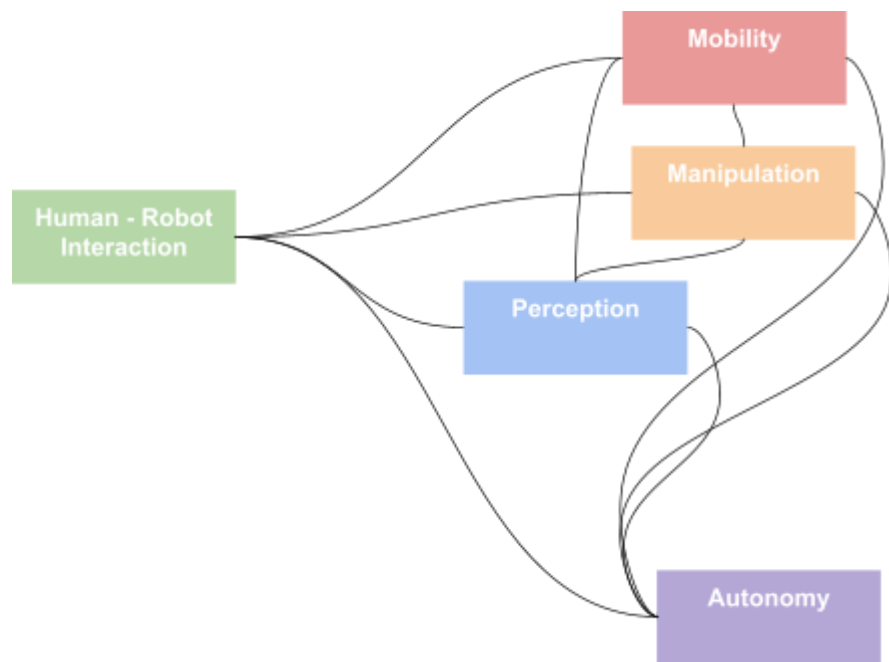 Mobility
Manipulation
Human - Robot
Interaction
Perception
Autonomy